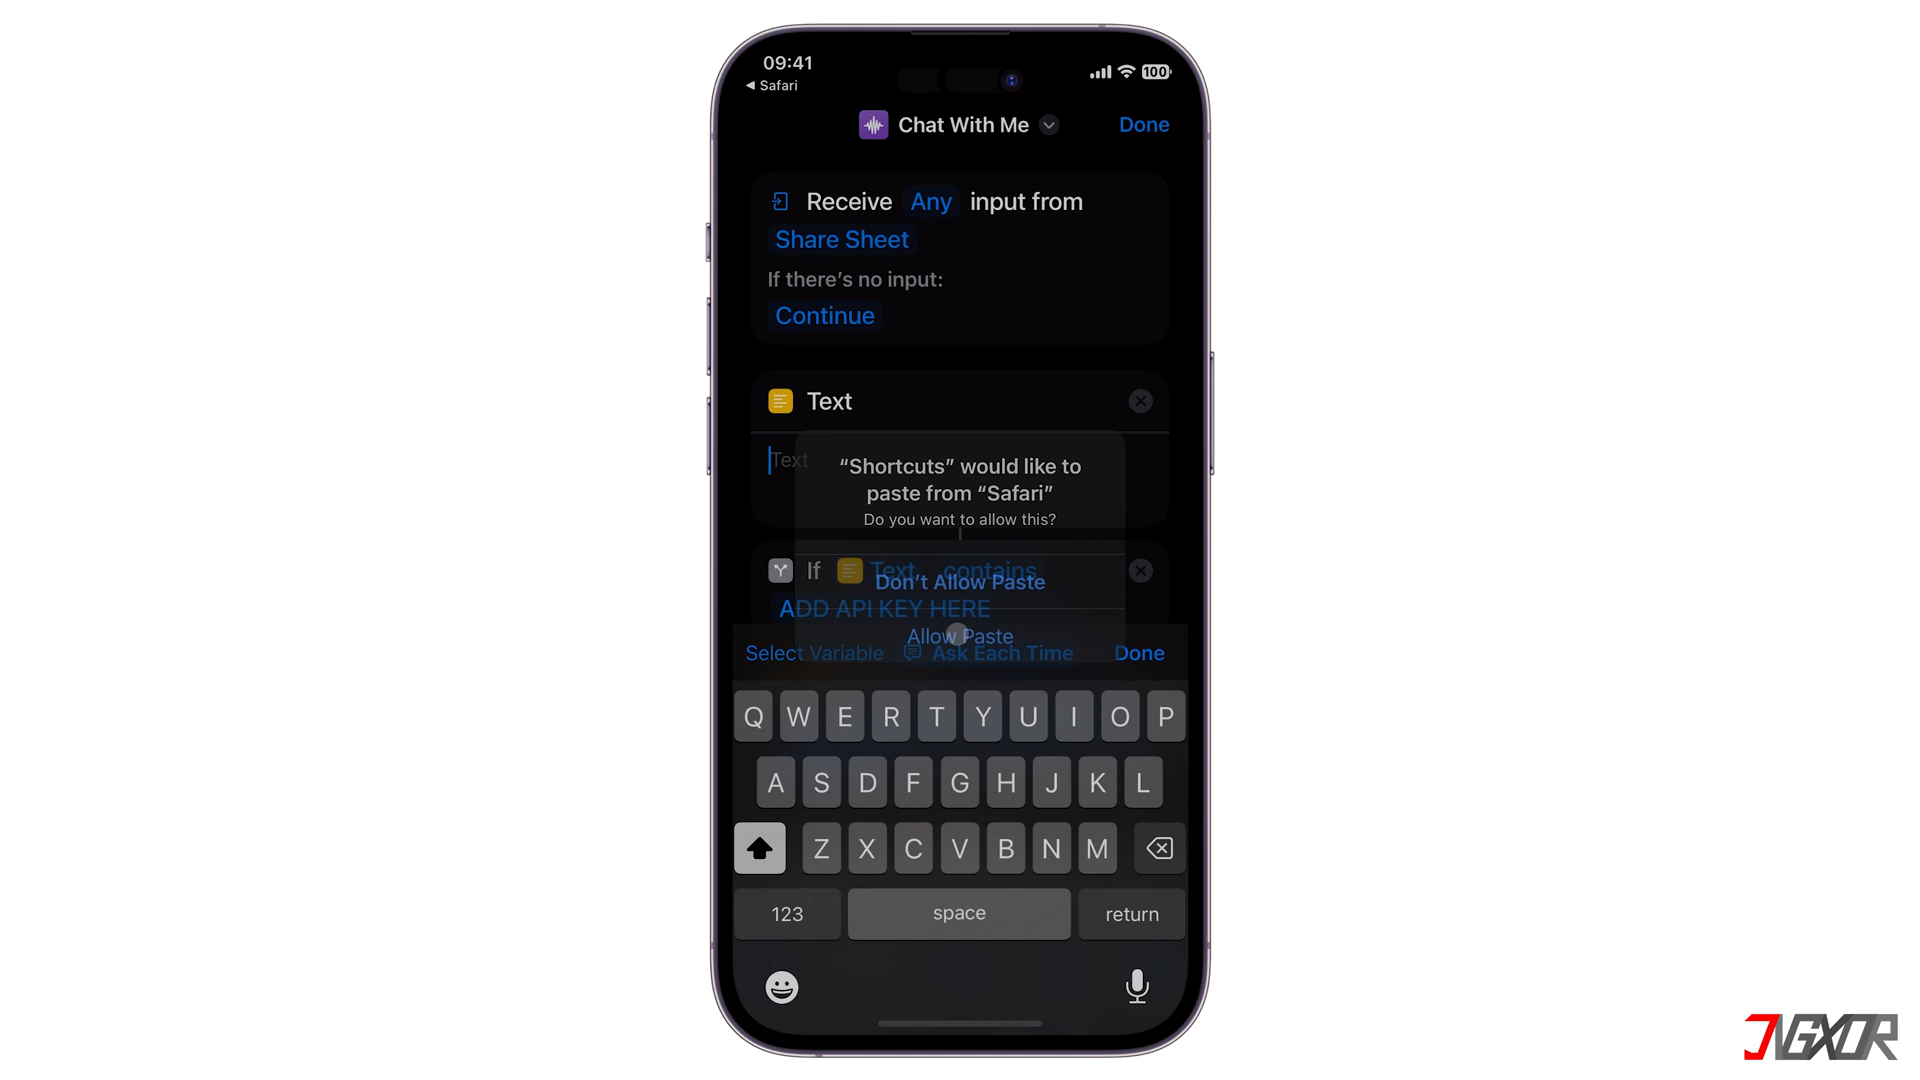 09:41
Safari
100
Chat With Me
Done
Receive Any input from
Share Sheet
If there's no input:
Continue
Text
Text
“Shortcuts” would like to
paste from “Safari”
Do you want to allow this?
If Text contains
Don't Allow Paste
ADD API KEY HERE
Allow Paste
Select Variable Ask Each Time Done
Q W E R T Y U I O P
A S D F G H J K L
Z X C V B N M
123 space return